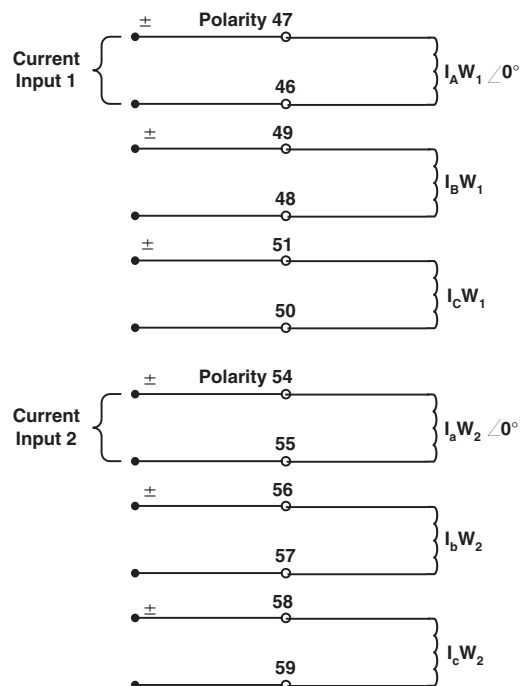 ± Polarity 47
Current
Input 1
46
I_AW_1 ∠0°
± 49
48
I_BW_1
± 51
50
I_CW_1
± Polarity 54
Current
Input 2
55
I_aW_2 ∠0°
± 56
57
I_bW_2
± 58
59
I_cW_2